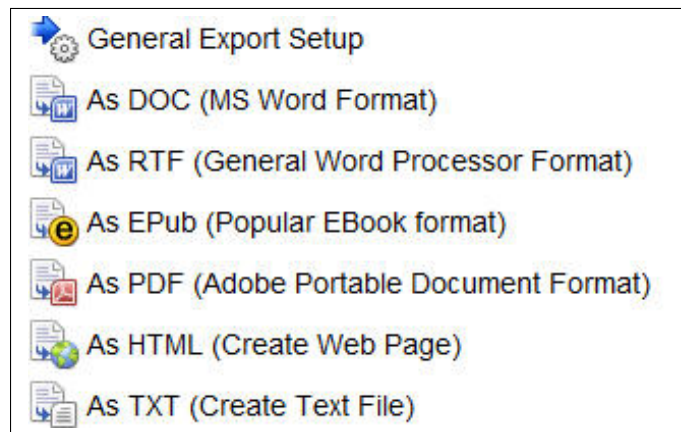 General Export Setup
As DOC (MS Word Format)
As RTF (General Word Processor Format)
As EPub (Popular EBook format)
As PDF (Adobe Portable Document Format)
As HTML (Create Web Page)
As TXT (Create Text File)